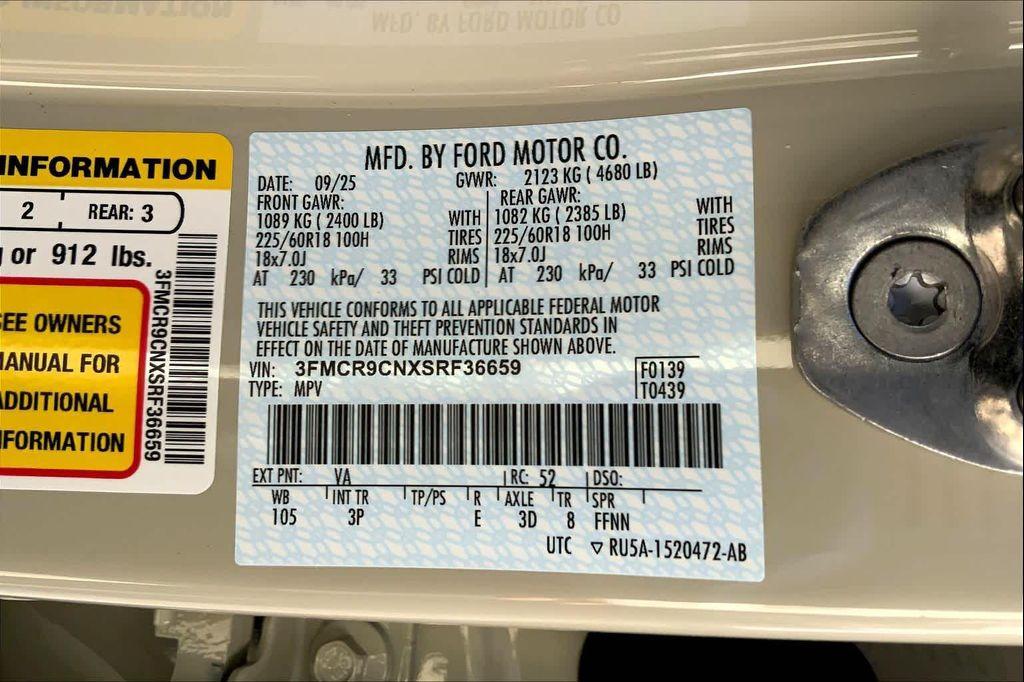 INFORMATION
2 REAR: 3
or 912 lbs.
SEE OWNERS
MANUAL FOR
ADDITIONAL
INFORMATION
3FMCR9CNXSRF36659
MFD. BY FORD MOTOR CO.
DATE: 09/25 GVWR: 2123 KG ( 4680 LB)
FRONT GAWR: REAR GAWR:
1089 KG ( 2400 LB) WITH 1082 KG ( 2385 LB) WITH
225/60R18 100H TIRES 225/60R18 100H TIRES
18x7.0J RIMS 18x7.0J RIMS
AT 230 kPa/ 33 PSI COLD AT 230 kPa/ 33 PSI COLD
THIS VEHICLE CONFORMS TO ALL APPLICABLE FEDERAL MOTOR
VEHICLE SAFETY AND THEFT PREVENTION STANDARDS IN
EFFECT ON THE DATE OF MANUFACTURE SHOWN ABOVE.
VIN: 3FMCR9CNXSRF36659 F0139
TYPE: MPV T0439
EXT PNT: VA RC: 52 DSO:
WB INT TR TP/PS R AXLE TR SPR
105 3P E 3D 8 FFNN
UTC ▽ RU5A-1520472-AB